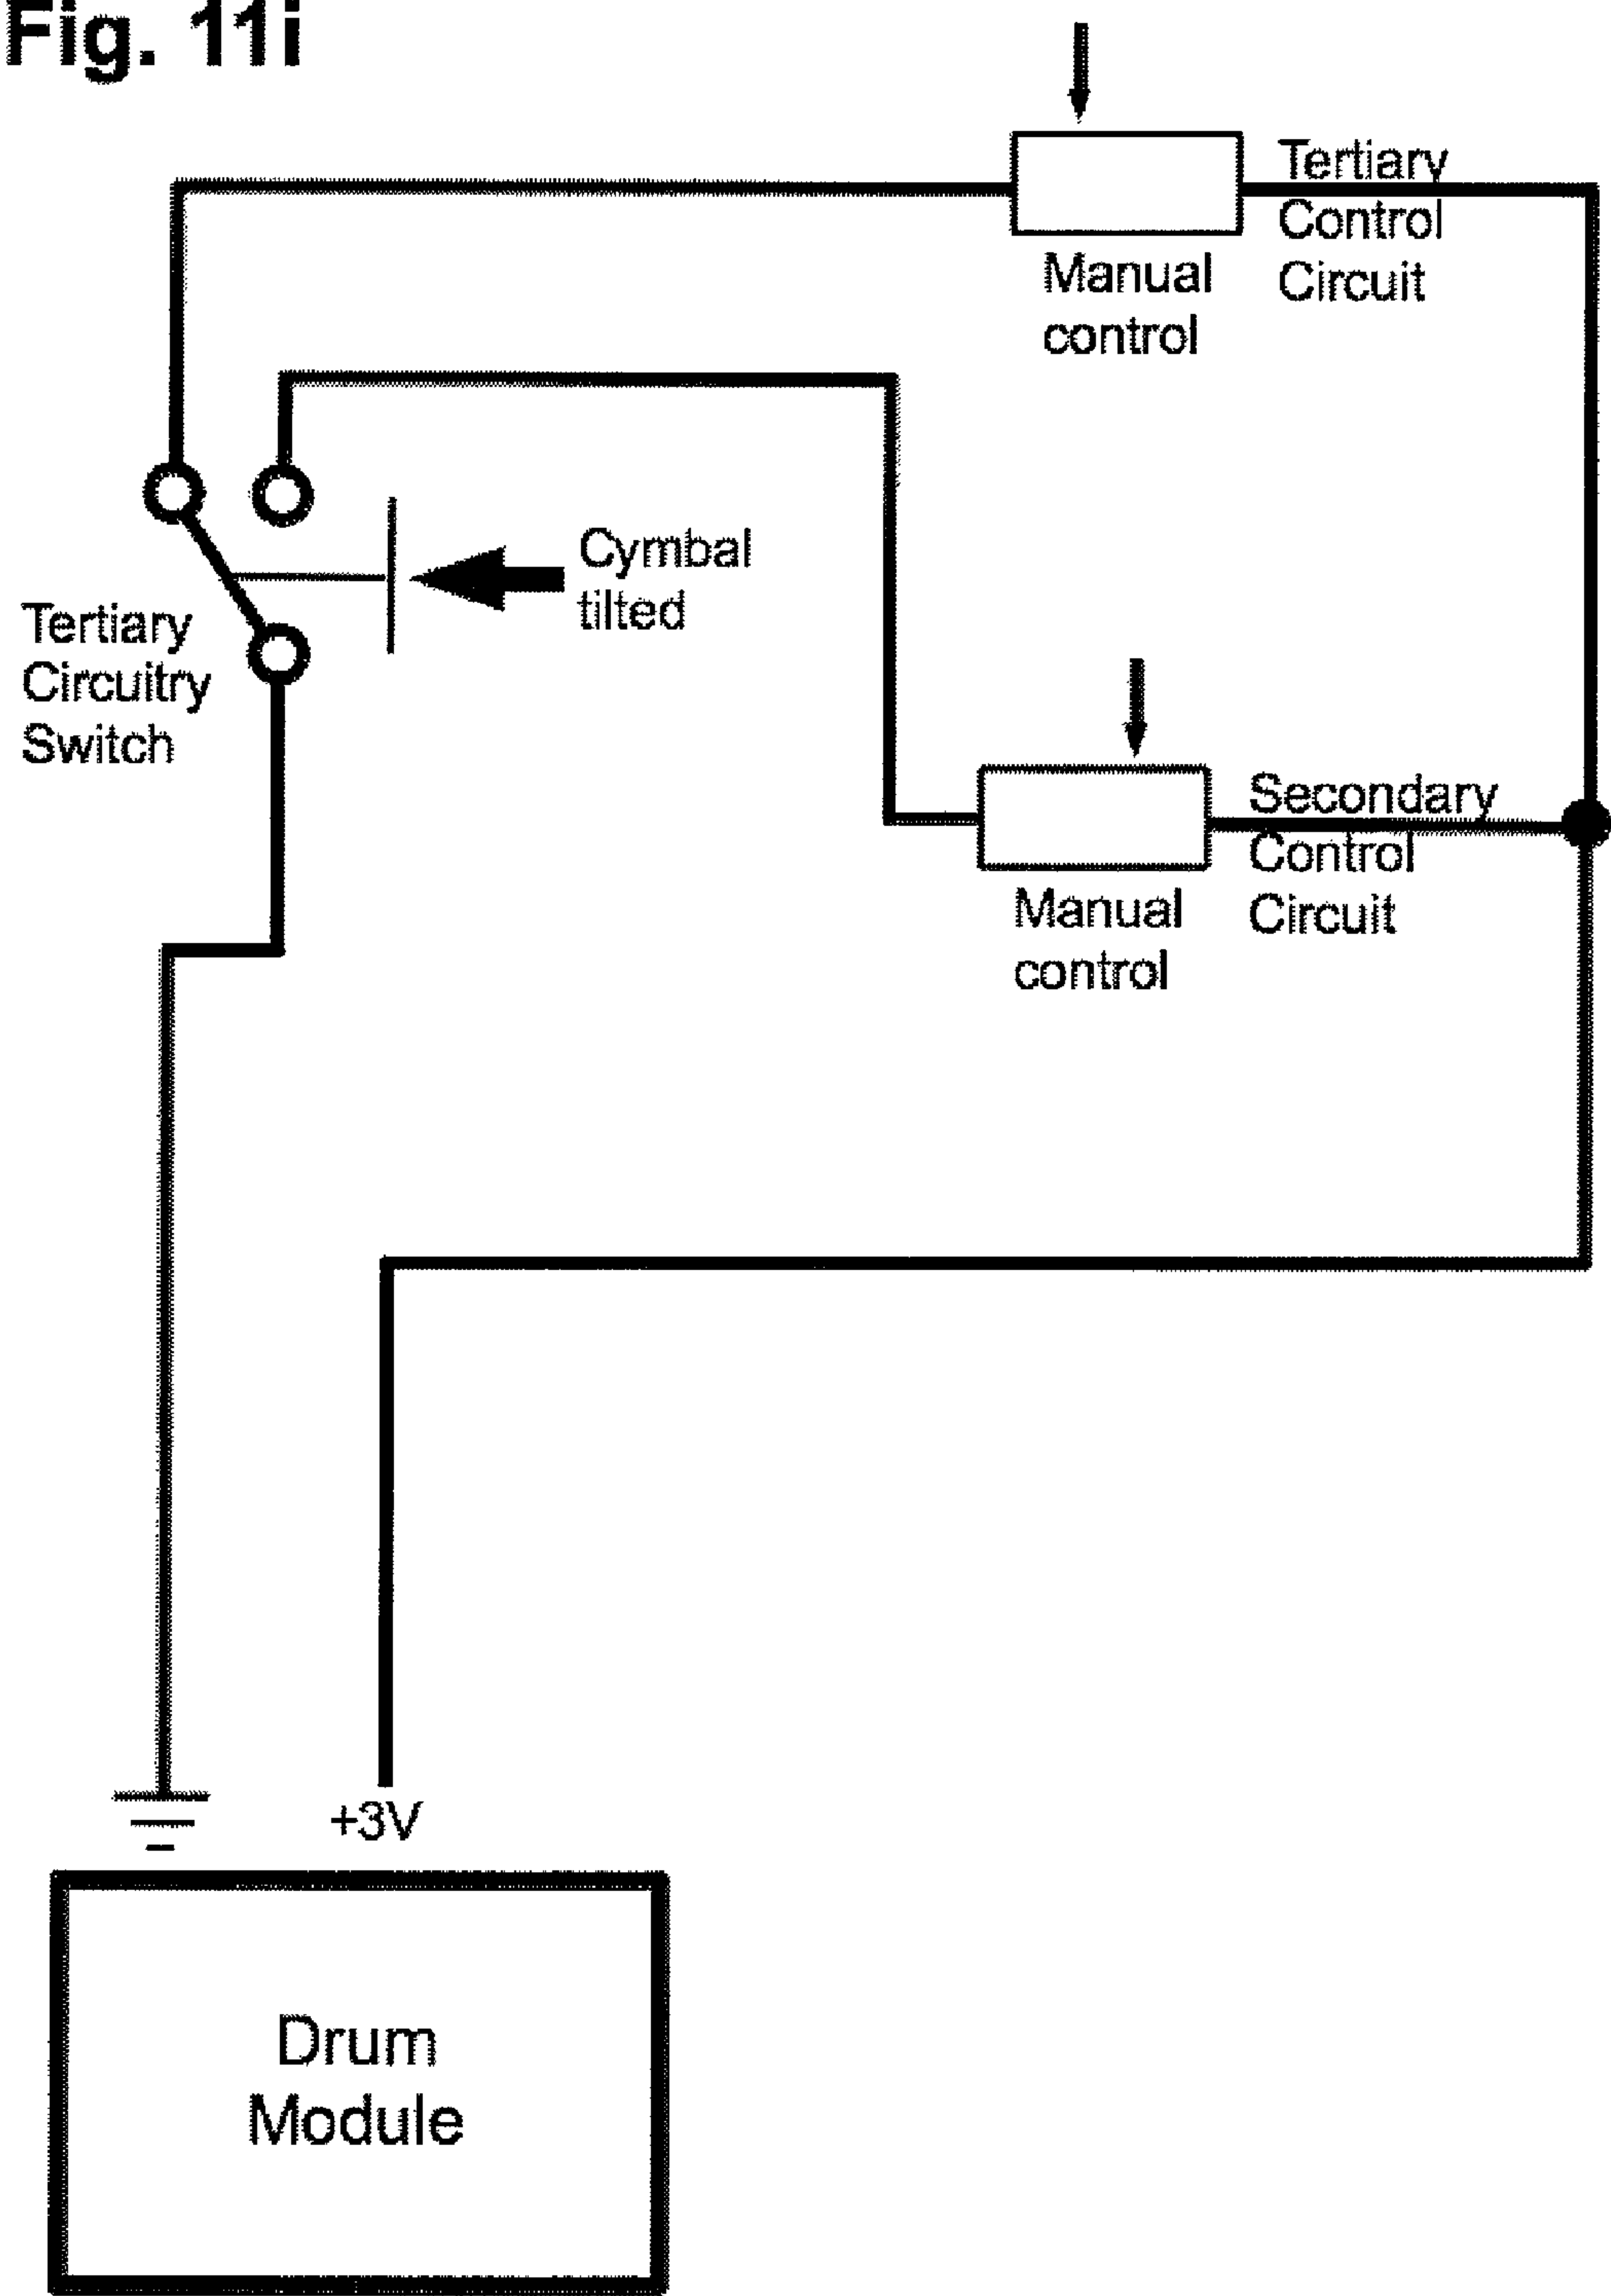 Fig. 11i
Tertiary
Control
Circuit
Manual
control
Cymbal
tilted
Tertiary
Circuitry
Switch
Secondary
Control
Circuit
Manual
control
+3V
Drum
Module